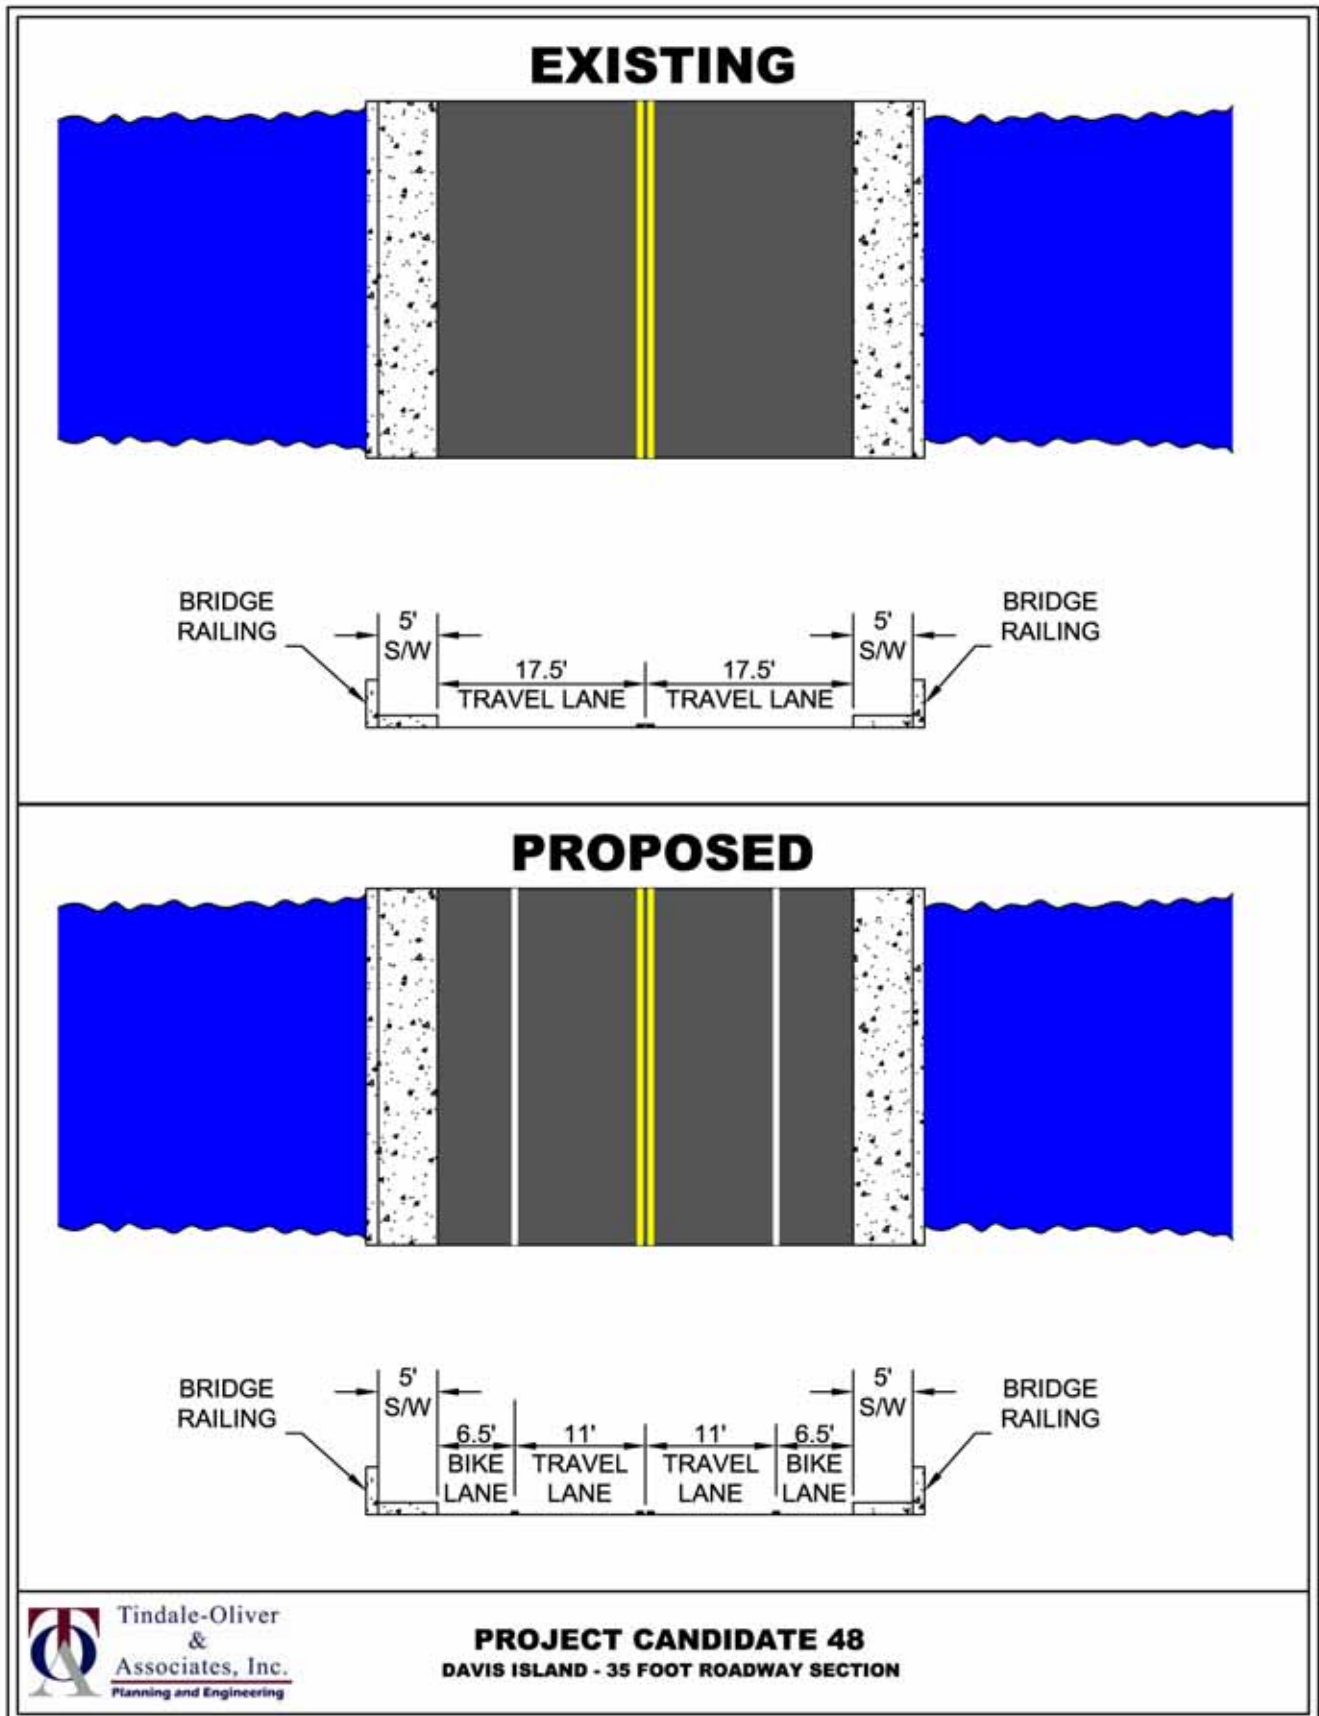 EXISTING
BRIDGE
RAILING
5'
S/W
17.5'
TRAVEL LANE
17.5'
TRAVEL LANE
5'
S/W
BRIDGE
RAILING
PROPOSED
BRIDGE
RAILING
5'
S/W
6.5'
BIKE
LANE
11'
TRAVEL
LANE
11'
TRAVEL
LANE
6.5'
BIKE
LANE
5'
S/W
BRIDGE
RAILING
TOA
Tindale-Oliver
&
Associates, Inc.
Planning and Engineering
PROJECT CANDIDATE 48
DAVIS ISLAND - 35 FOOT ROADWAY SECTION